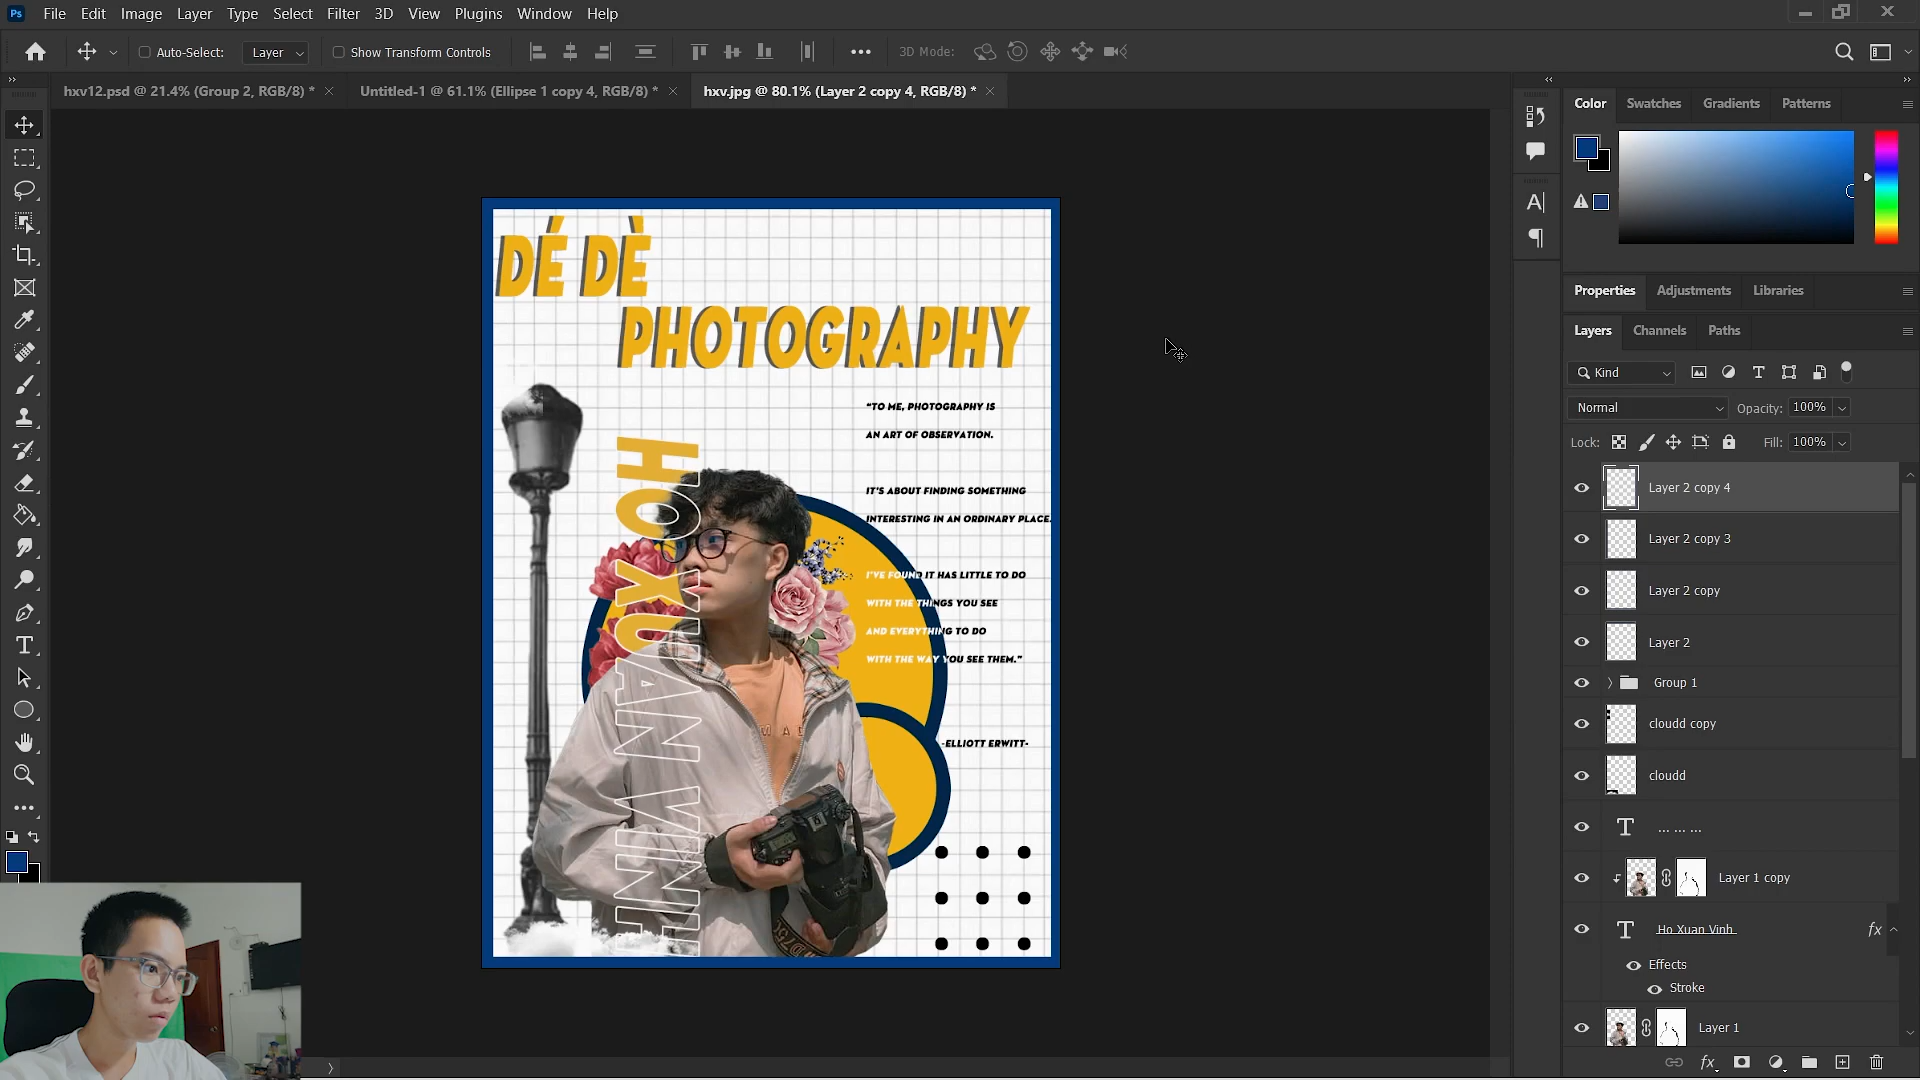 Ps File Edit Image Layer Type Select Filter 3D View Plugins Window Help
Auto-Select: Layer Show Transform Controls 3D Mode:
hxv12.psd @ 21.4% (Group 2, RGB/8) * Untitled-1 @ 61.1% (Ellipse 1 copy 4, RGB/8) * hxv.jpg @ 80.1% (Layer 2 copy 4, RGB/8) *
Color Swatches Gradients Patterns
DÉ DÈ
PHOTOGRAPHY
"TO ME, PHOTOGRAPHY IS
AN ART OF OBSERVATION.
IT'S ABOUT FINDING SOMETHING
INTERESTING IN AN ORDINARY PLACE.
I'VE FOUND IT HAS LITTLE TO DO
WITH THE THINGS YOU SEE
AND EVERYTHING TO DO
WITH THE WAY YOU SEE THEM."
-ELLIOTT ERWITT-
HO XUAN VINH
MAD
Properties Adjustments Libraries
Layers Channels Paths
Kind
Normal Opacity: 100%
Lock: Fill: 100%
Layer 2 copy 4
Layer 2 copy 3
Layer 2 copy
Layer 2
Group 1
cloudd copy
cloudd
... ... ...
Layer 1 copy
Ho Xuan Vinh fx
Effects
Stroke
Layer 1
fx